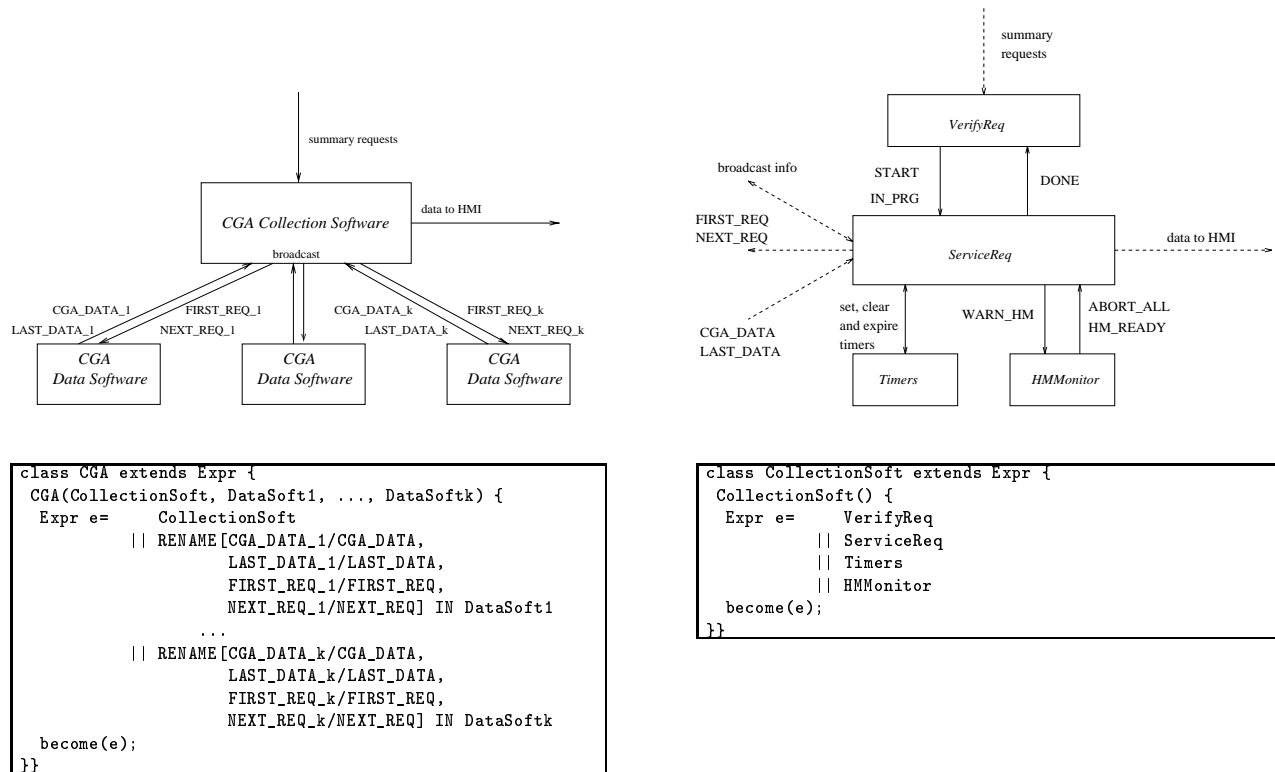 summary requests
CGA Collection Software
data to HMI
broadcast
CGA_DATA_1
LAST_DATA_1
FIRST_REQ_1
NEXT_REQ_1
CGA_DATA_k
LAST_DATA_k
FIRST_REQ_k
NEXT_REQ_k
CGA
Data Software
CGA
Data Software
CGA
Data Software
summary
requests
VerifyReq
START
IN_PRG
DONE
broadcast info
FIRST_REQ
NEXT_REQ
ServiceReq
data to HMI
CGA_DATA
LAST_DATA
set, clear
and expire
timers
WARN_HM
ABORT_ALL
HM_READY
Timers
HMMonitor
class CGA extends Expr {
CGA(CollectionSoft, DataSoft1, ..., DataSoftk) {
Expr e= CollectionSoft
|| RENAME[CGA_DATA_1/CGA_DATA,
LAST_DATA_1/LAST_DATA,
FIRST_REQ_1/FIRST_REQ,
NEXT_REQ_1/NEXT_REQ] IN DataSoft1
...
|| RENAME[CGA_DATA_k/CGA_DATA,
LAST_DATA_k/LAST_DATA,
FIRST_REQ_k/FIRST_REQ,
NEXT_REQ_k/NEXT_REQ] IN DataSoftk
become(e);
}}
class CollectionSoft extends Expr {
CollectionSoft() {
Expr e= VerifyReq
|| ServiceReq
|| Timers
|| HMMonitor
become(e);
}}